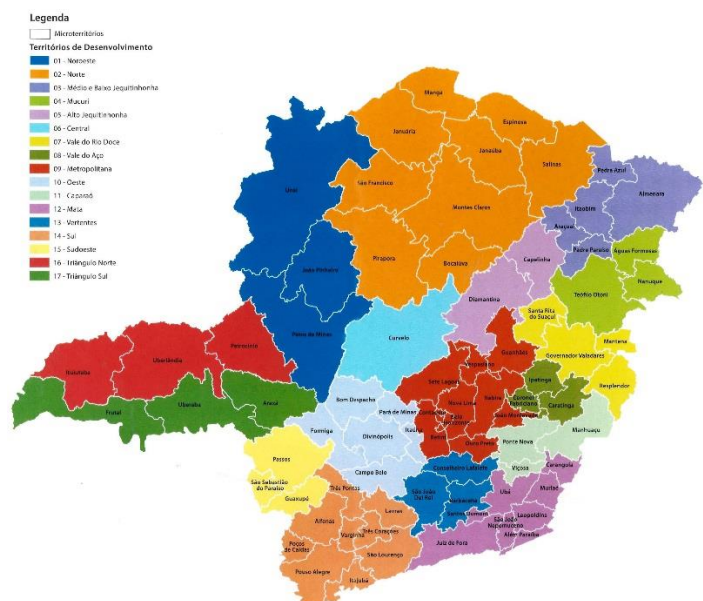 Legenda
Microterritórios
Territórios de Desenvolvimento
01 - Noroeste
02 - Norte
03 - Médio e Baixo Jequitinhonha
04 - Mucuri
05 - Alto Jequitinhonha
06 - Central
07 - Vale do Rio Doce
08 - Vale do Aço
09 - Metropolitana
10 - Oeste
11 - Caparaó
12 - Mata
13 - Vertentes
14 - Sul
15 - Sudoeste
16 - Triângulo Norte
17 - Triângulo Sul
Manga
Espinosa
Januária
Janaúba
Salinas
Pedra Azul
Almenara
São Francisco
Unaí
Montes Claros
Itaobim
Araçuaí
Padre Paraíso
Águas Formosas
Pirapora
Bocaiúva
Capelinha
João Pinheiro
Nanuque
Teófilo Otoni
Diamantina
Santa Rita
do Suaçuí
Patos de Minas
Curvelo
Mantena
Patrocínio
Guanhães
Governador Valadares
Uberlândia
Vespasiano
Ituiutaba
Ipatinga
Resplendor
Sete Lagoas
Araxá
Bom Despacho
Nova Lima
Itabira
Coronel
Fabriciano
Caratinga
Uberaba
Frutal
Pará de Minas
Contagem
Belo
Horizonte
João Monlevade
Formiga
Itaúna
Divinópolis
Betim
Ouro Preto
Manhuaçu
Ponte Nova
Passos
Campo Belo
Conselheiro Lafaiete
Viçosa
Carangola
São Sebastião
do Paraíso
Três Pontas
São João
Del Rei
Ubá
Muriaé
Guaxupé
Barbacena
Lavras
Santos Dumont
Leopoldina
Alfenas
São João
Nepomuceno
Três Corações
Varginha
Além Paraíba
Poços
de Caldas
Juiz de Fora
São Lourenço
Pouso Alegre
Itajubá